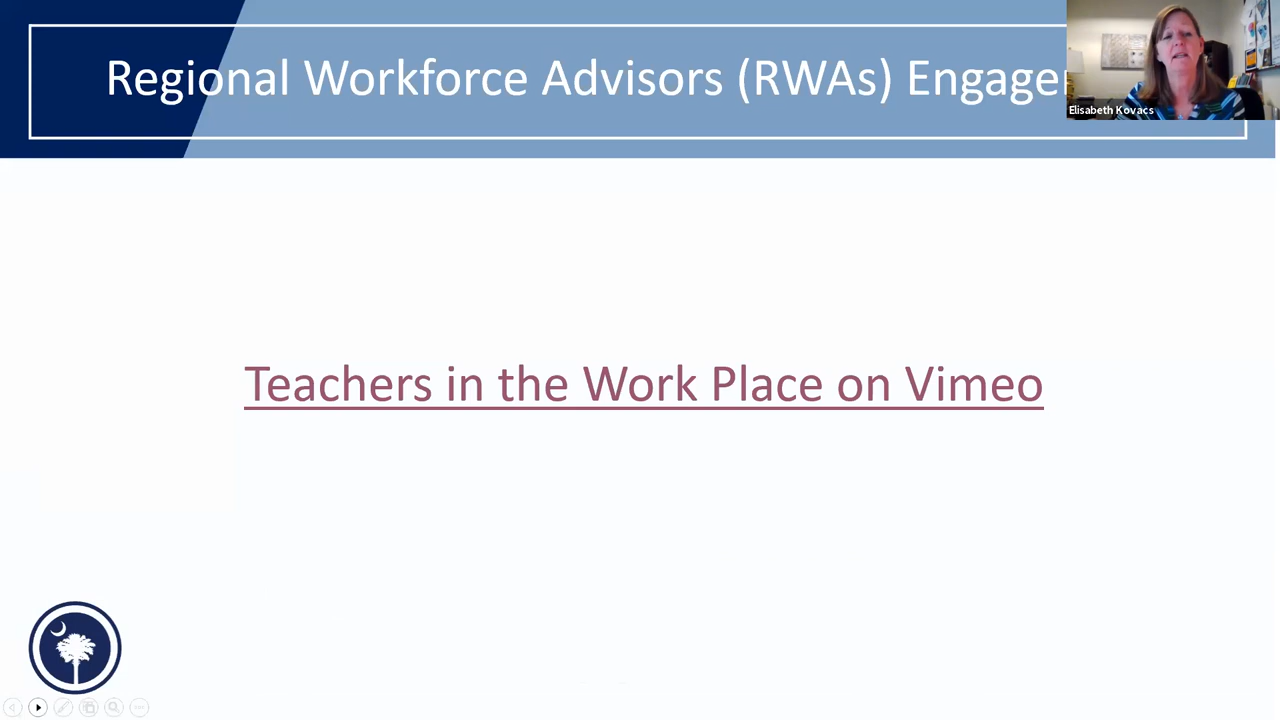 Regional Workforce Advisors (RWAs) Engage
Elisabeth Kovacs
Teachers in the Work Place on Vimeo